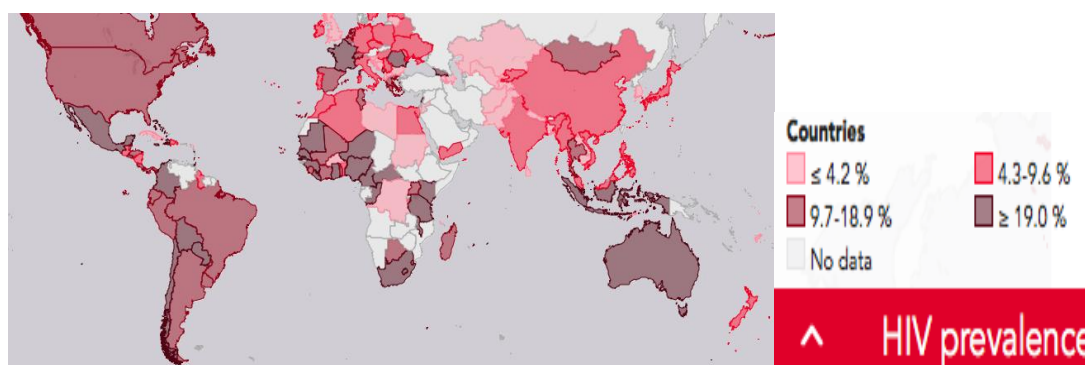 Countries
≤ 4.2 %
4.3-9.6 %
9.7-18.9 %
≥ 19.0 %
No data
HIV prevalence